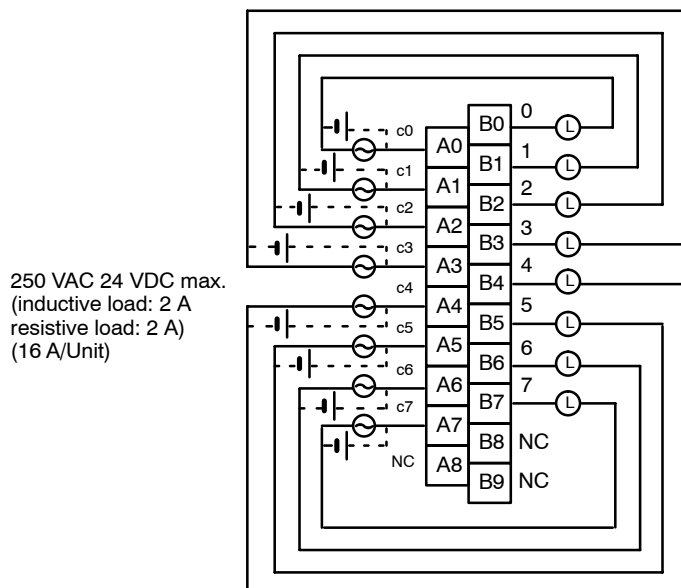 0
c0
B0
L
A0
1
c1
B1
L
A1
2
c2
B2
L
A2
3
c3
B3
L
A3
4
c4
B4
L
A4
5
c5
B5
L
A5
6
c6
B6
L
A6
7
c7
B7
L
A7
B8 NC
NC
A8
B9 NC
250 VAC 24 VDC max.
(inductive load: 2 A
resistive load: 2 A)
(16 A/Unit)